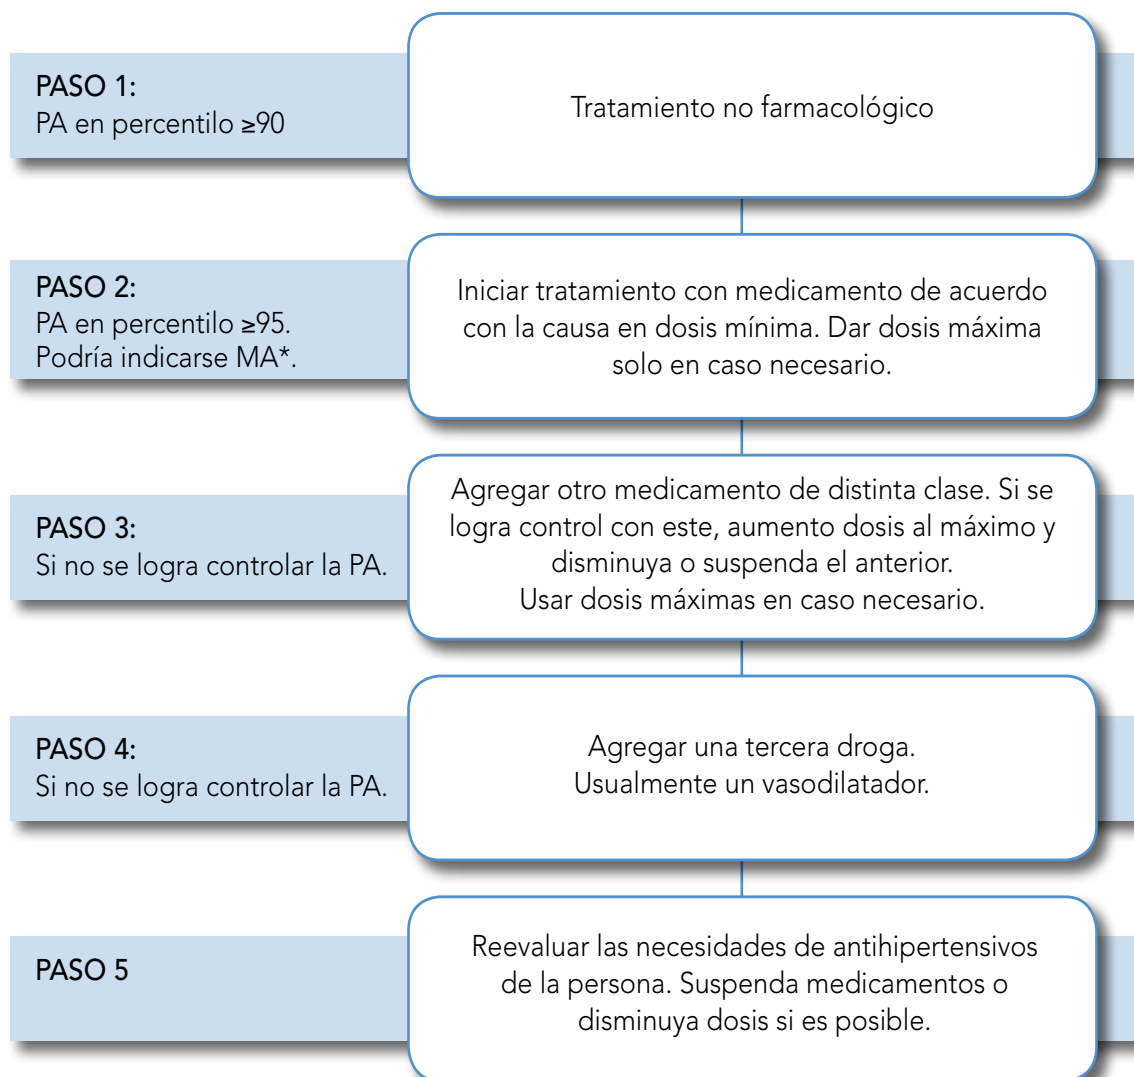 PASO 1:
PA en percentilo ≥90
Tratamiento no farmacológico
PASO 2:
PA en percentilo ≥95.
Podría indicarse MA*.
Iniciar tratamiento con medicamento de acuerdo
con la causa en dosis mínima. Dar dosis máxima
solo en caso necesario.
PASO 3:
Si no se logra controlar la PA.
Agregar otro medicamento de distinta clase. Si se
logra control con este, aumento dosis al máximo y
disminuya o suspenda el anterior.
Usar dosis máximas en caso necesario.
PASO 4:
Si no se logra controlar la PA.
Agregar una tercera droga.
Usualmente un vasodilatador.
PASO 5
Reevaluar las necesidades de antihipertensivos
de la persona. Suspenda medicamentos o
disminuya dosis si es posible.